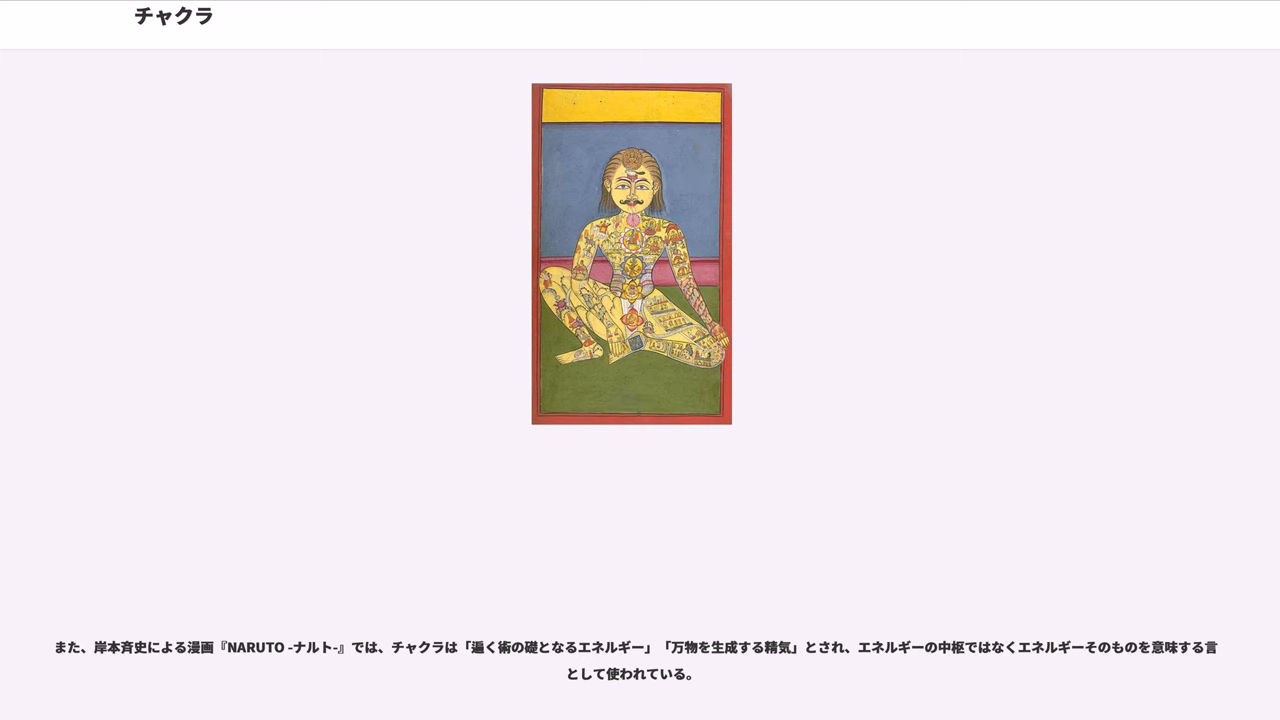 チャクラ
また、岸本斉史による漫画『NARUTO -ナルト-』では、チャクラは「遍く術の礎となるエネルギー」「万物を生成する精気」とされ、エネルギーの中枢ではなくエネルギーそのものを意味する言
として使われている。